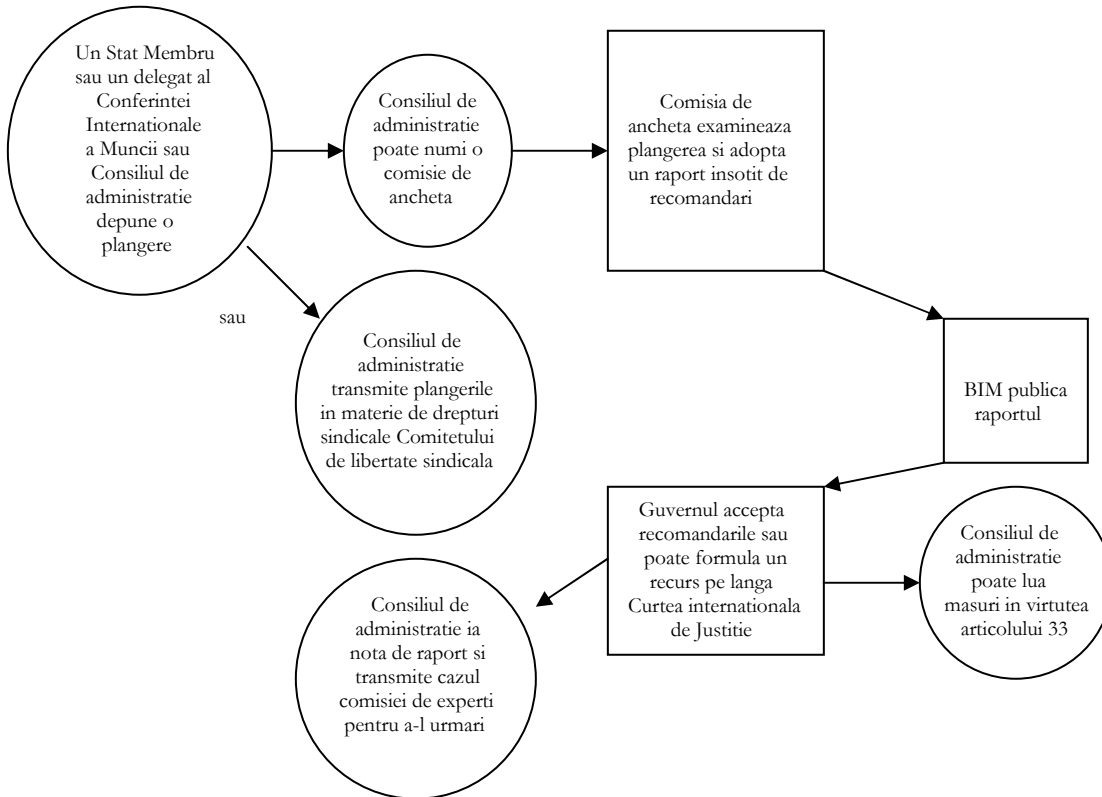 Un Stat Membru
sau un delegat al
Conferintei
Internationale
a Muncii sau
Consiliul de
administratie
depune o
plangere
Consiliul de
administratie
poate numi o
comisie de
ancheta
Comisia de
ancheta examineaza
plangerea si adopta
un raport insotit de
recomandari
sau
Consiliul de
administratie
transmite plangerile
in materie de drepturi
sindicale Comitetului
de libertate sindicala
BIM publica
raportul
Guvernul accepta
recomandarile sau
poate formula un
recurs pe langa
Curtea internationala
de Justitie
Consiliul de
administratie
poate lua
masuri in virtutea
articolului 33
Consiliul de
administratie ia
nota de raport si
transmite cazul
comisiei de experti
pentru a-l urmari